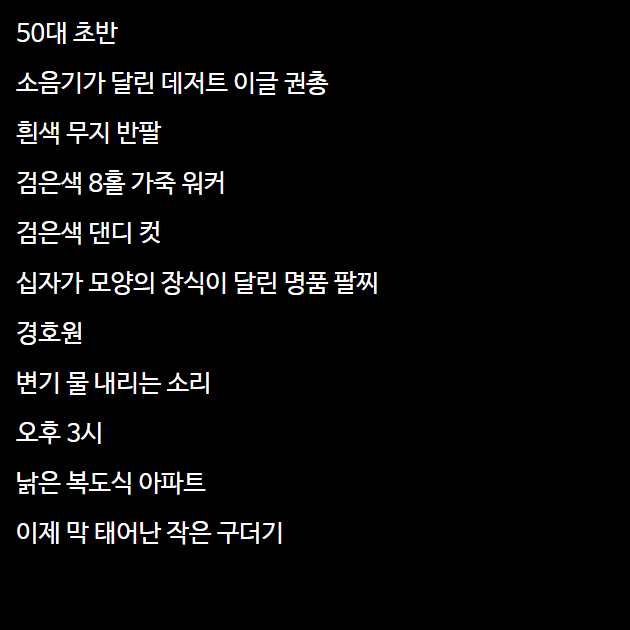 50대 초반
소음기가 달린 데저트 이글 권총
흰색 무지 반팔
검은색 8홀 가죽 워커
검은색 댄디 컷
십자가 모양의 장식이 달린 명품 팔찌
경호원
변기 물 내리는 소리
오후 3시
낡은 복도식 아파트
이제 막 태어난 작은 구더기